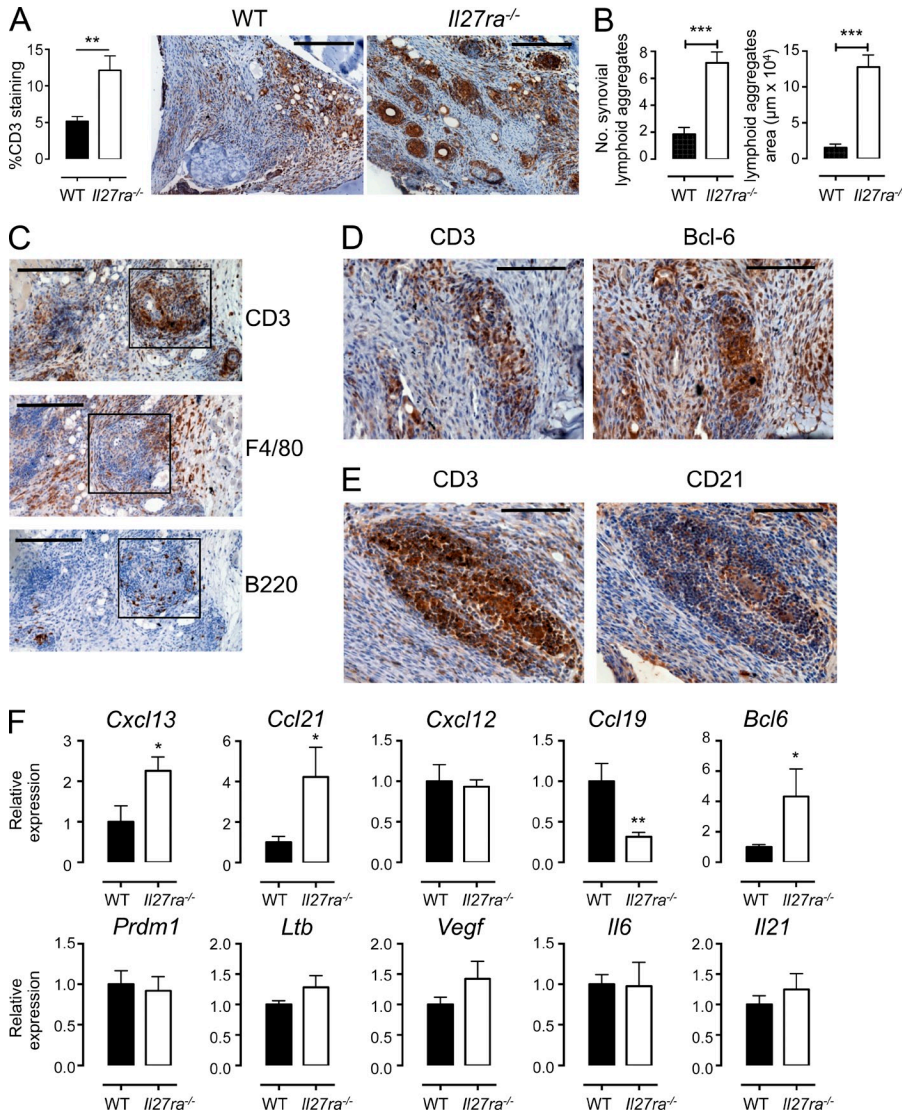 A
WT
Il27ra-/-
**
%CD3 staining
15
10
5
0
WT
Il27ra-/-
B
***
No. synovial
lymphoid aggregates
8
6
4
2
0
WT
Il27ra-/-
***
lymphoid aggregates
area (µm x 10⁴)
15
10
5
0
WT
Il27ra-/-
C
CD3
F4/80
B220
D
CD3
Bcl-6
E
CD3
CD21
F
Cxcl13
Relative
expression
3
2
1
0
*
WT
Il27ra-/-
Ccl21
6
4
2
0
*
WT
Il27ra-/-
Cxcl12
1.5
1.0
0.5
0.0
WT
Il27ra-/-
Ccl19
1.5
1.0
0.5
0.0
**
WT
Il27ra-/-
Bcl6
8
6
4
2
0
*
WT
Il27ra-/-
Prdm1
Relative
expression
1.5
1.0
0.5
0.0
WT
Il27ra-/-
Ltb
2.0
1.5
1.0
0.5
0.0
WT
Il27ra-/-
Vegf
2.0
1.5
1.0
0.5
0.0
WT
Il27ra-/-
Il6
1.5
1.0
0.5
0.0
WT
Il27ra-/-
Il21
2.0
1.5
1.0
0.5
0.0
WT
Il27ra-/-